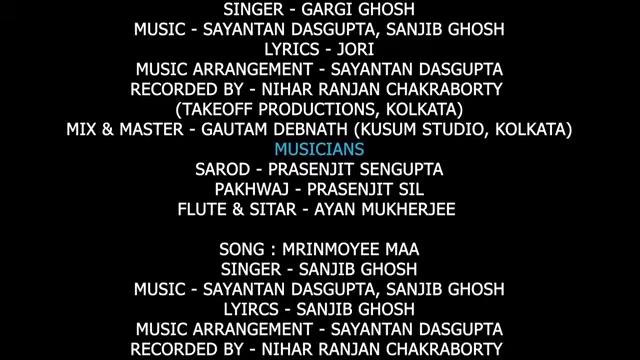 SINGER - GARGI GHOSH
MUSIC - SAYANTAN DASGUPTA, SANJIB GHOSH
LYRICS - JORI
MUSIC ARRANGEMENT - SAYANTAN DASGUPTA
RECORDED BY - NIHAR RANJAN CHAKRABORTY
(TAKEOFF PRODUCTIONS, KOLKATA)
MIX & MASTER - GAUTAM DEBNATH (KUSUM STUDIO, KOLKATA)
MUSICIANS
SAROD - PRASENJIT SENGUPTA
PAKHWAJ - PRASENJIT SIL
FLUTE & SITAR - AYAN MUKHERJEE
SONG : MRINMOYEE MAA
SINGER - SANJIB GHOSH
MUSIC - SAYANTAN DASGUPTA, SANJIB GHOSH
LYIRCS - SANJIB GHOSH
MUSIC ARRANGEMENT - SAYANTAN DASGUPTA
RECORDED BY - NIHAR RANJAN CHAKRABORTY